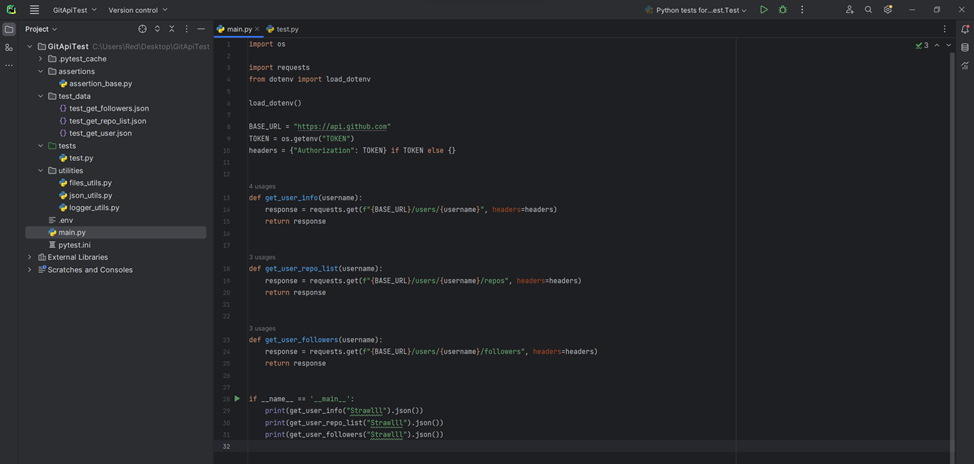 GitApiTest
Version control
Python tests for...est.Test
Project
main.py
test.py
GitApiTest C:\Users\Red\Desktop\GitApiTest
.pytest_cache
assertions
assertion_base.py
test_data
{} test_get_followers.json
{} test_get_repo_list.json
{} test_get_user.json
tests
test.py
utilities
files_utils.py
json_utils.py
logger_utils.py
.env
main.py
pytest.ini
External Libraries
Scratches and Consoles
3
1 import os
2
3 import requests
4 from dotenv import load_dotenv
5
6 load_dotenv()
7
8 BASE_URL = "https://api.github.com"
9 TOKEN = os.getenv("TOKEN")
10 headers = {"Authorization": TOKEN} if TOKEN else {}
11
12
4 usages
13 def get_user_info(username):
14 response = requests.get(f"{BASE_URL}/users/{username}", headers=headers)
15 return response
16
17
3 usages
18 def get_user_repo_list(username):
19 response = requests.get(f"{BASE_URL}/users/{username}/repos", headers=headers)
20 return response
21
22
3 usages
23 def get_user_followers(username):
24 response = requests.get(f"{BASE_URL}/users/{username}/followers", headers=headers)
25 return response
26
27
28 if __name__ == '__main__':
29 print(get_user_info("Strawlll").json())
30 print(get_user_repo_list("Strawlll").json())
31 print(get_user_followers("Strawlll").json())
32